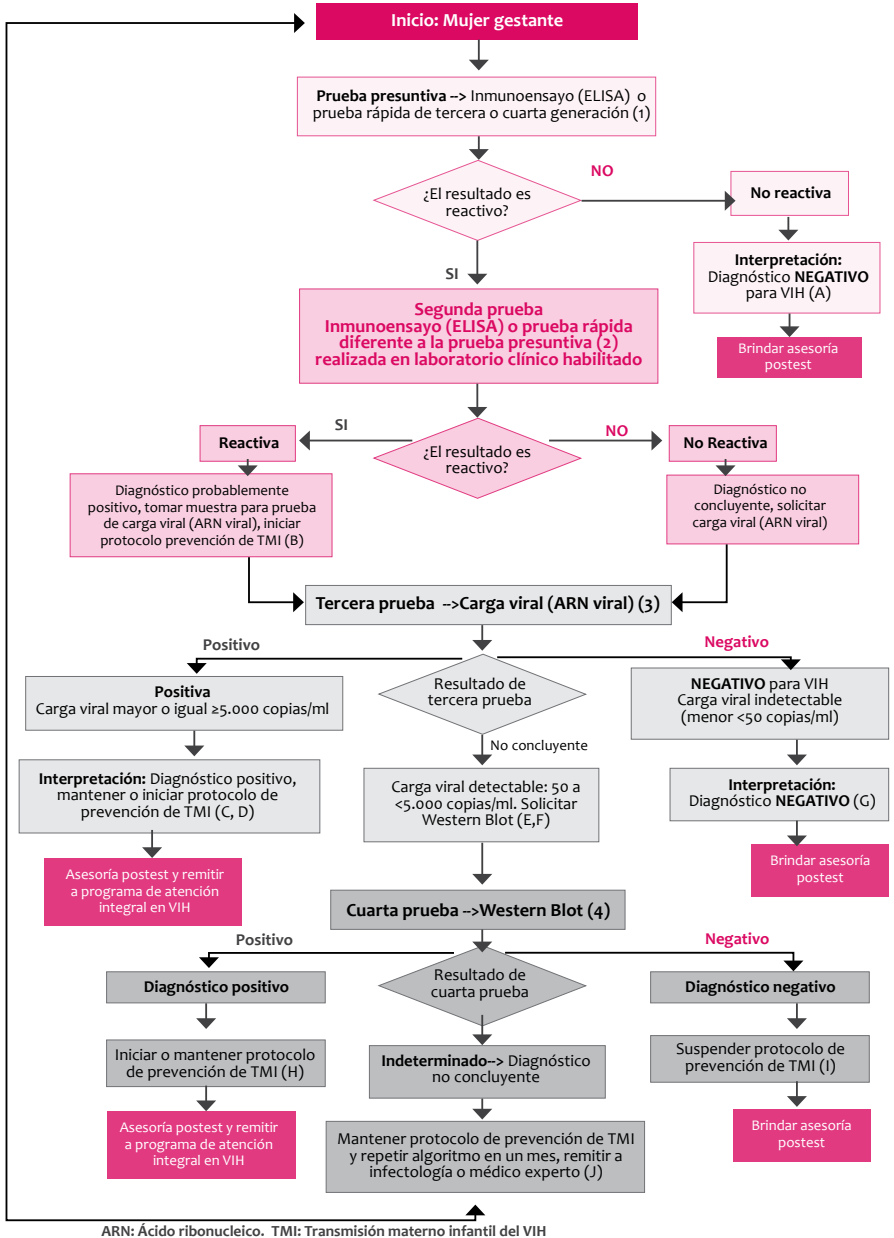 Inicio: Mujer gestante
Prueba presuntiva --> Inmunoensayo (ELISA) o
prueba rápida de tercera o cuarta generación (1)
¿El resultado es
reactivo?
NO
No reactiva
Interpretación:
Diagnóstico NEGATIVO
para VIH (A)
Brindar asesoría
postest
SI
Segunda prueba
Inmunoensayo (ELISA) o prueba rápida
diferente a la prueba presuntiva (2)
realizada en laboratorio clínico habilitado
¿El resultado es
reactivo?
SI
Reactiva
Diagnóstico probablemente
positivo, tomar muestra para prueba
de carga viral (ARN viral), iniciar
protocolo prevención de TMI (B)
NO
No Reactiva
Diagnóstico no
concluyente, solicitar
carga viral (ARN viral)
Tercera prueba -->Carga viral (ARN viral) (3)
Resultado de
tercera prueba
Positivo
Positiva
Carga viral mayor o igual ≥5.000 copias/ml
Interpretación: Diagnóstico positivo,
mantener o iniciar protocolo de
prevención de TMI (C, D)
Asesoría postest y remitir
a programa de atención
integral en VIH
No concluyente
Carga viral detectable: 50 a
<5.000 copias/ml. Solicitar
Western Blot (E,F)
Negativo
NEGATIVO para VIH
Carga viral indetectable
(menor <50 copias/ml)
Interpretación:
Diagnóstico NEGATIVO (G)
Brindar asesoría
postest
Cuarta prueba -->Western Blot (4)
Resultado de
cuarta prueba
Positivo
Diagnóstico positivo
Iniciar o mantener protocolo
de prevención de TMI (H)
Asesoría postest y remitir
a programa de atención
integral en VIH
Indeterminado--> Diagnóstico
no concluyente
Mantener protocolo de prevención de TMI
y repetir algoritmo en un mes, remitir a
infectología o médico experto (J)
Negativo
Diagnóstico negativo
Suspender protocolo de
prevención de TMI (I)
Brindar asesoría
postest
ARN: Ácido ribonucleico. TMI: Transmisión materno infantil del VIH